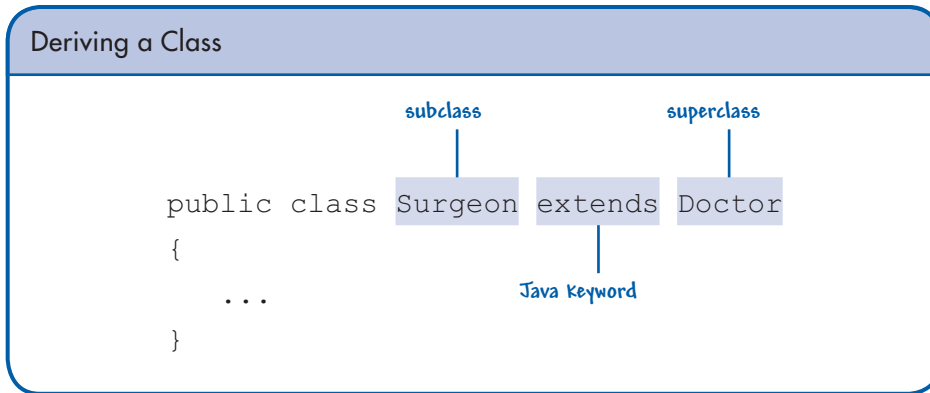 Deriving a Class
subclass superclass
public class Surgeon extends Doctor
{
Java Keyword
...
}